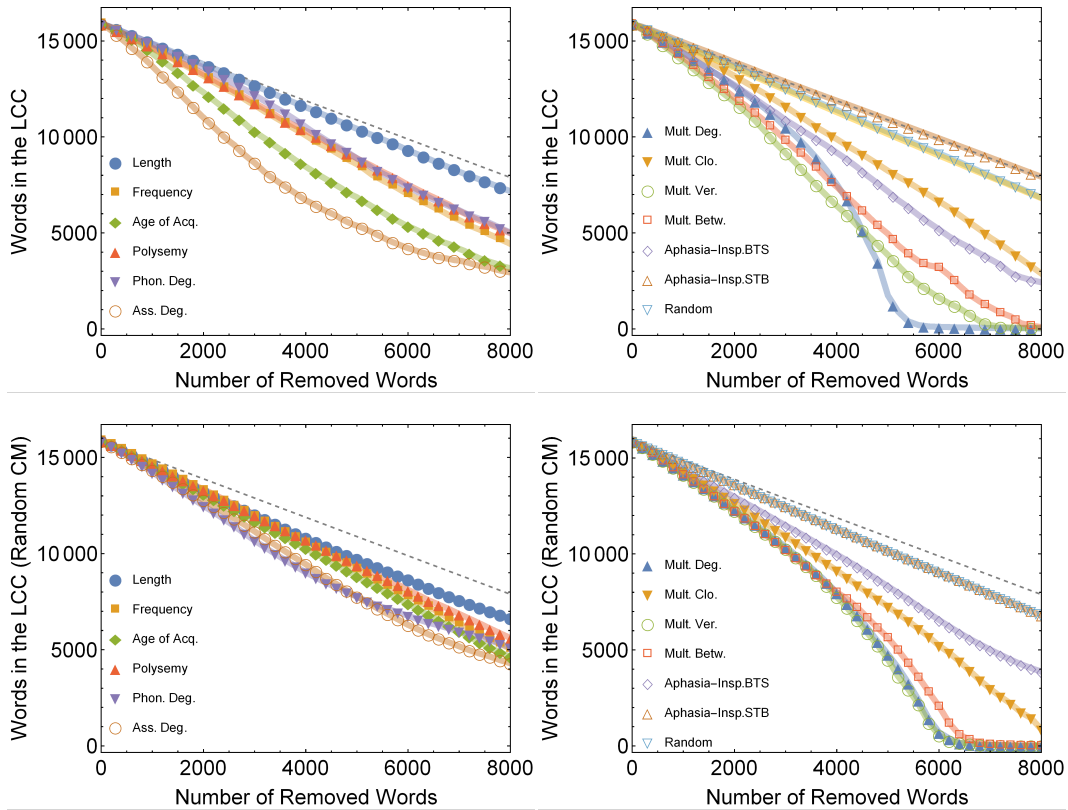 15 000
10 000
5000
0
Words in the LCC
Length
Frequency
Age of Acq.
Polysemy
Phon. Deg.
Ass. Deg.
0 2000 4000 6000 8000
Number of Removed Words
15 000
10 000
5000
0
Words in the LCC
Mult. Deg.
Mult. Clo.
Mult. Ver.
Mult. Betw.
Aphasia-Insp.BTS
Aphasia-Insp.STB
Random
0 2000 4000 6000 8000
Number of Removed Words
15 000
10 000
5000
0
Words in the LCC (Random CM)
Length
Frequency
Age of Acq.
Polysemy
Phon. Deg.
Ass. Deg.
0 2000 4000 6000 8000
Number of Removed Words
15 000
10 000
5000
0
Words in the LCC (Random CM)
Mult. Deg.
Mult. Clo.
Mult. Ver.
Mult. Betw.
Aphasia-Insp.BTS
Aphasia-Insp.STB
Random
0 2000 4000 6000 8000
Number of Removed Words